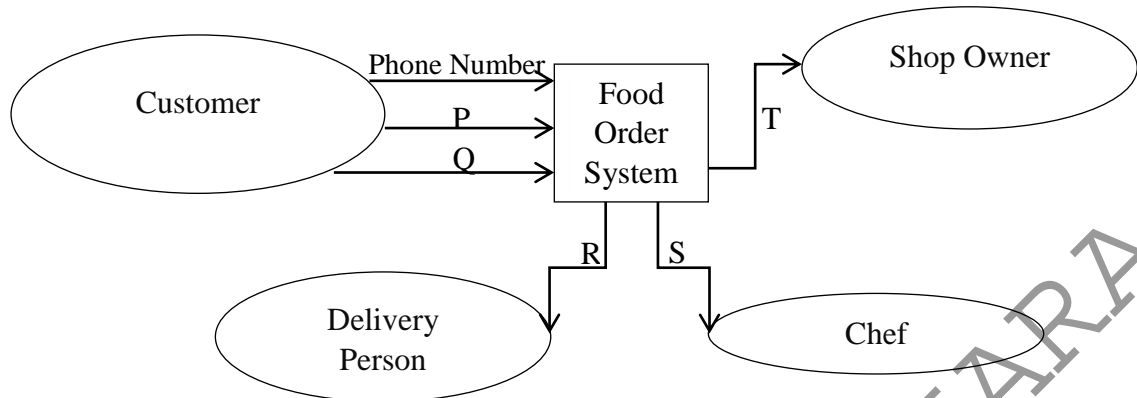 Customer
Phone Number
P
Q
Food
Order
System
T
Shop Owner
R
S
Delivery
Person
Chef